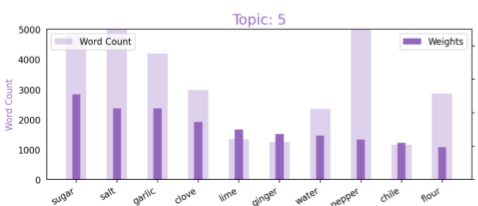 Topic: 5
5000
Word Count
Weights
4000
3000
2000
1000
0
Word Count
sugar
salt
garlic
clove
lime
ginger
water
pepper
chile
flour